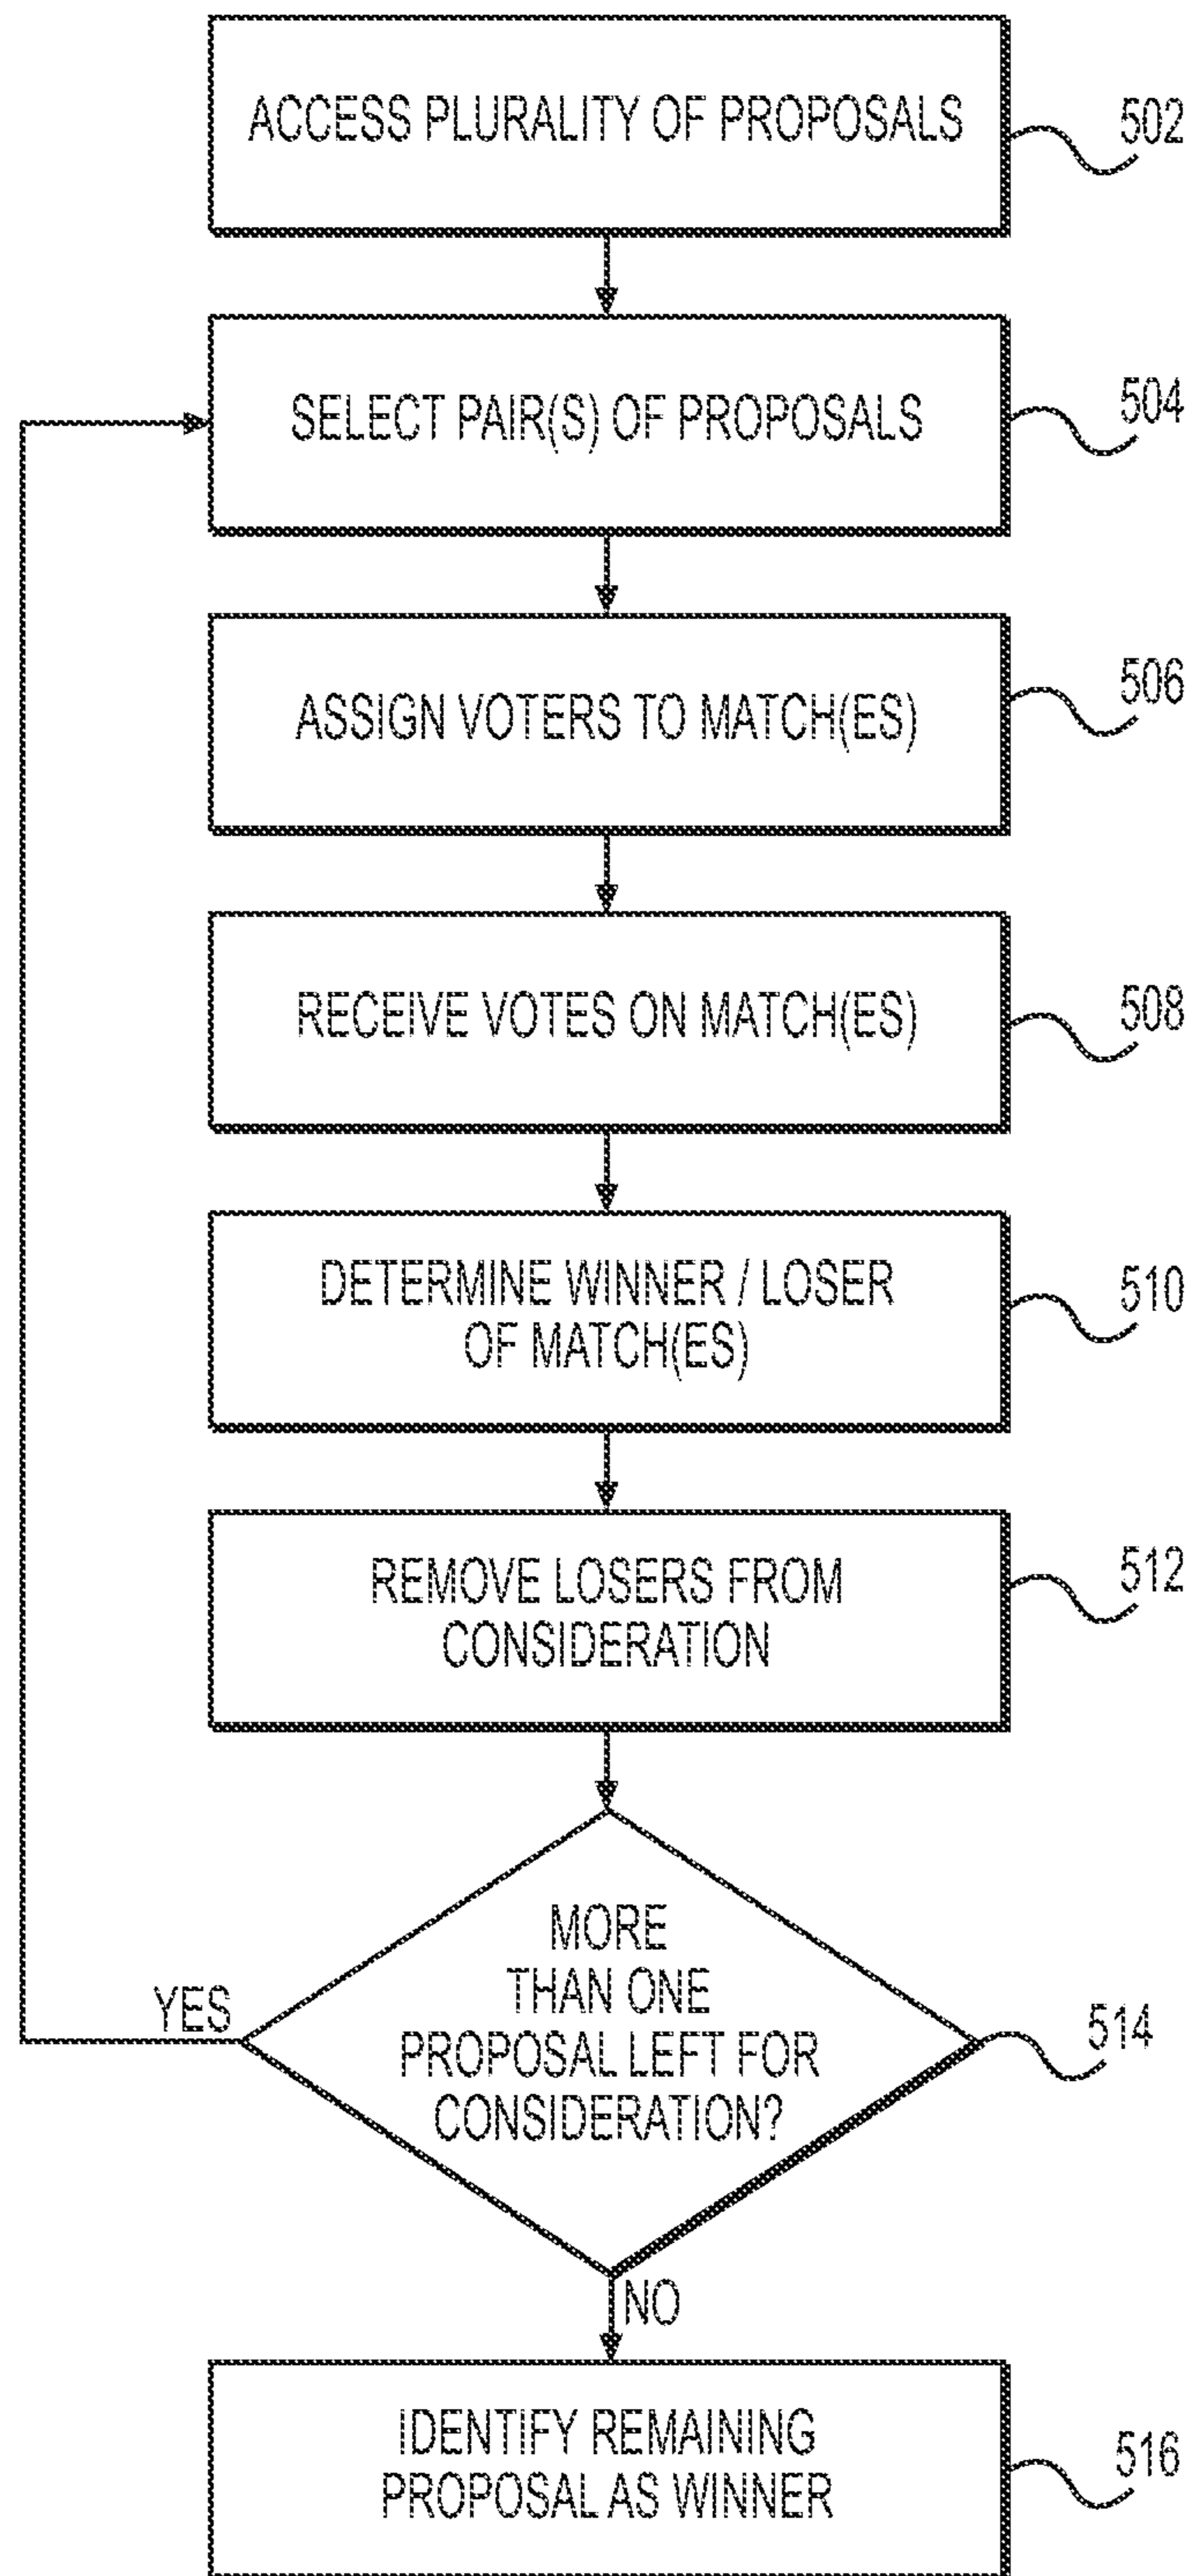 ACCESS PLURALITY OF PROPOSALS
502
SELECT PAIR(S) OF PROPOSALS
504
ASSIGN VOTERS TO MATCH(ES)
506
RECEIVE VOTES ON MATCH(ES)
508
DETERMINE WINNER / LOSER
OF MATCH(ES)
510
REMOVE LOSERS FROM
CONSIDERATION
512
MORE
THAN ONE
PROPOSAL LEFT FOR
CONSIDERATION?
YES
514
NO
IDENTIFY REMAINING
PROPOSAL AS WINNER
516